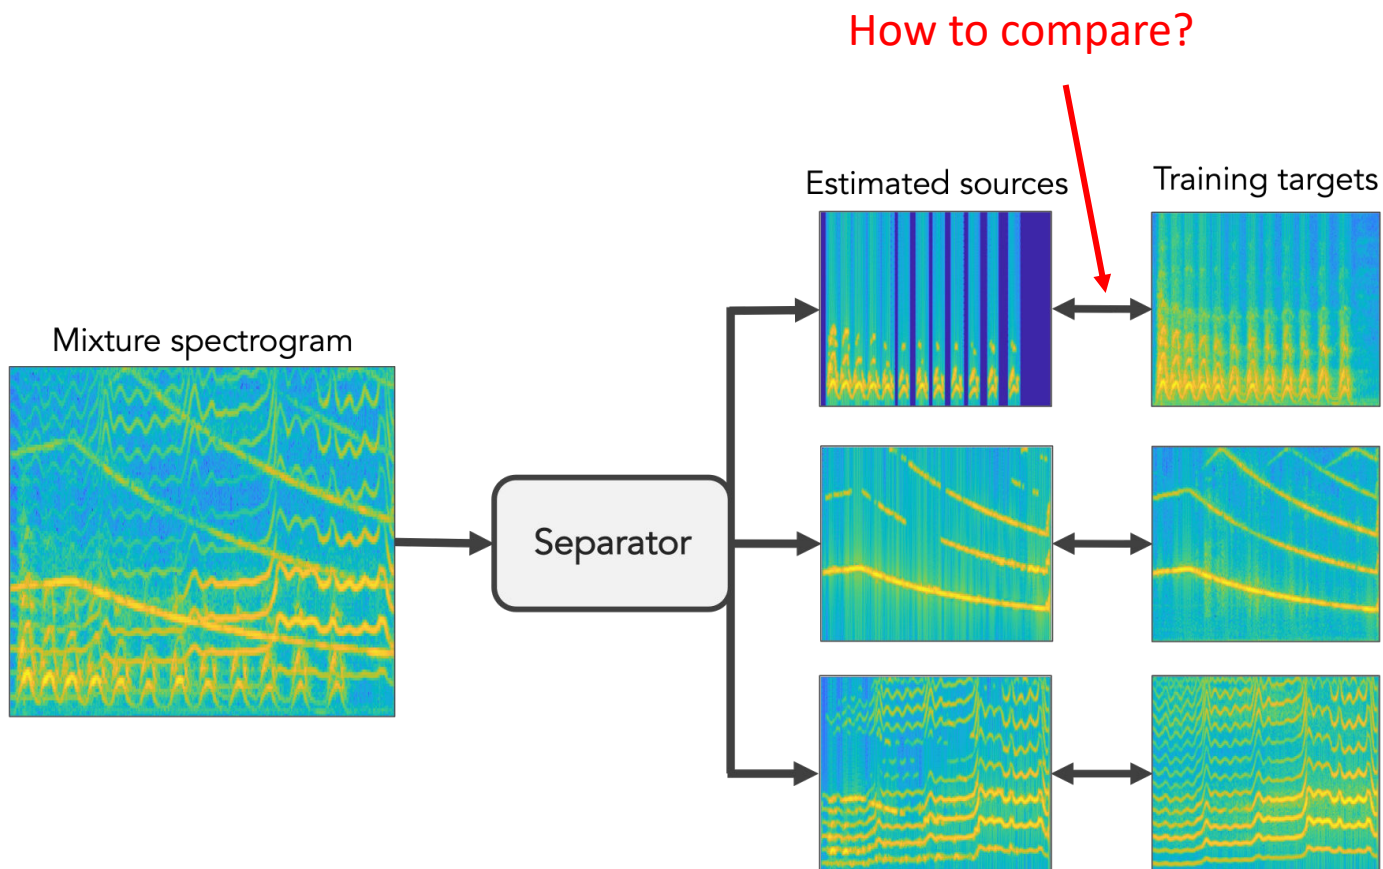 How to compare?
Estimated sources
Training targets
Mixture spectrogram
Separator